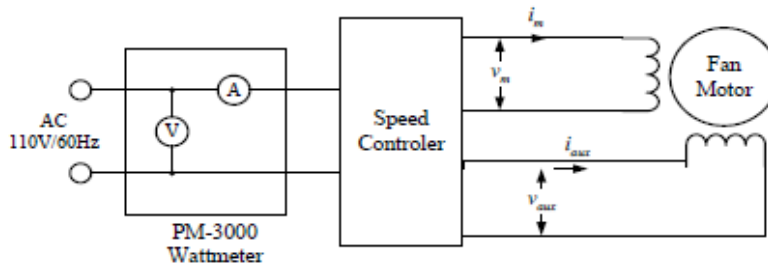 AC
110V/60Hz
V
A
PM-3000
Wattmeter
Speed
Controler
i_m
v_m
i_aux
v_aux
Fan
Motor